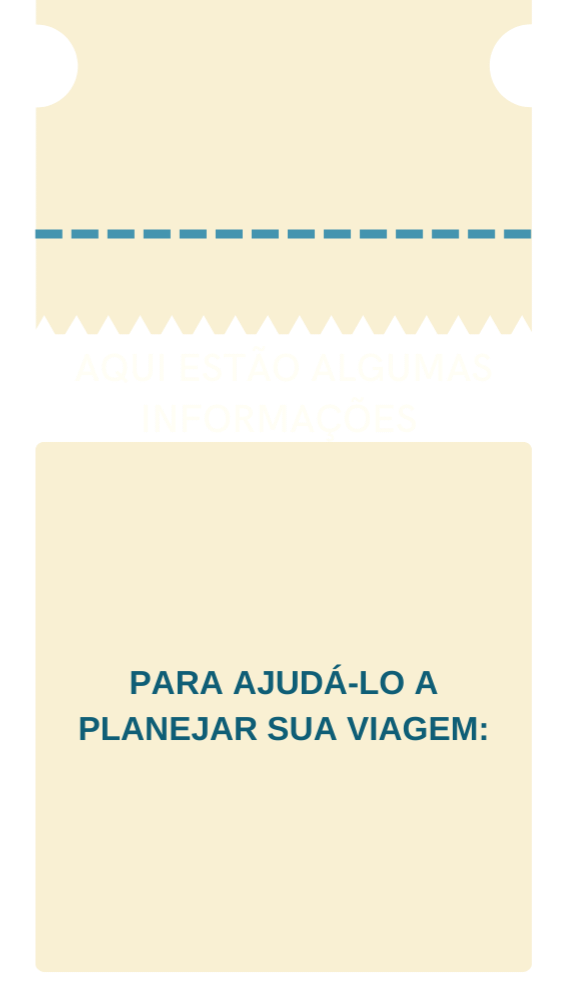 AQUI ESTÃO ALGUMAS
INFORMAÇÕES
PARA AJUDÁ-LO A
PLANEJAR SUA VIAGEM: